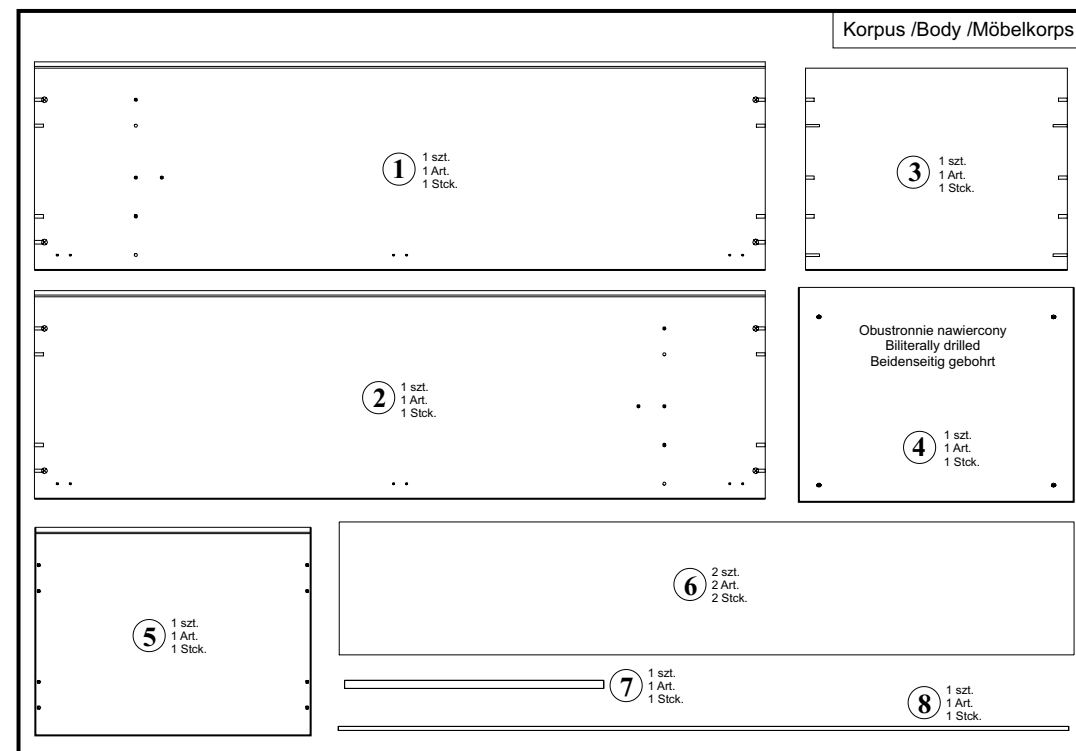 Korpus /Body /Möbelkorps
1
1 szt.
1 Art.
1 Stck.
3
1 szt.
1 Art.
1 Stck.
2
1 szt.
1 Art.
1 Stck.
Obustronnie nawiercony
Biliterally drilled
Beidenseitig gebohrt
4
1 szt.
1 Art.
1 Stck.
5
1 szt.
1 Art.
1 Stck.
6
2 szt.
2 Art.
2 Stck.
7
1 szt.
1 Art.
1 Stck.
8
1 szt.
1 Art.
1 Stck.